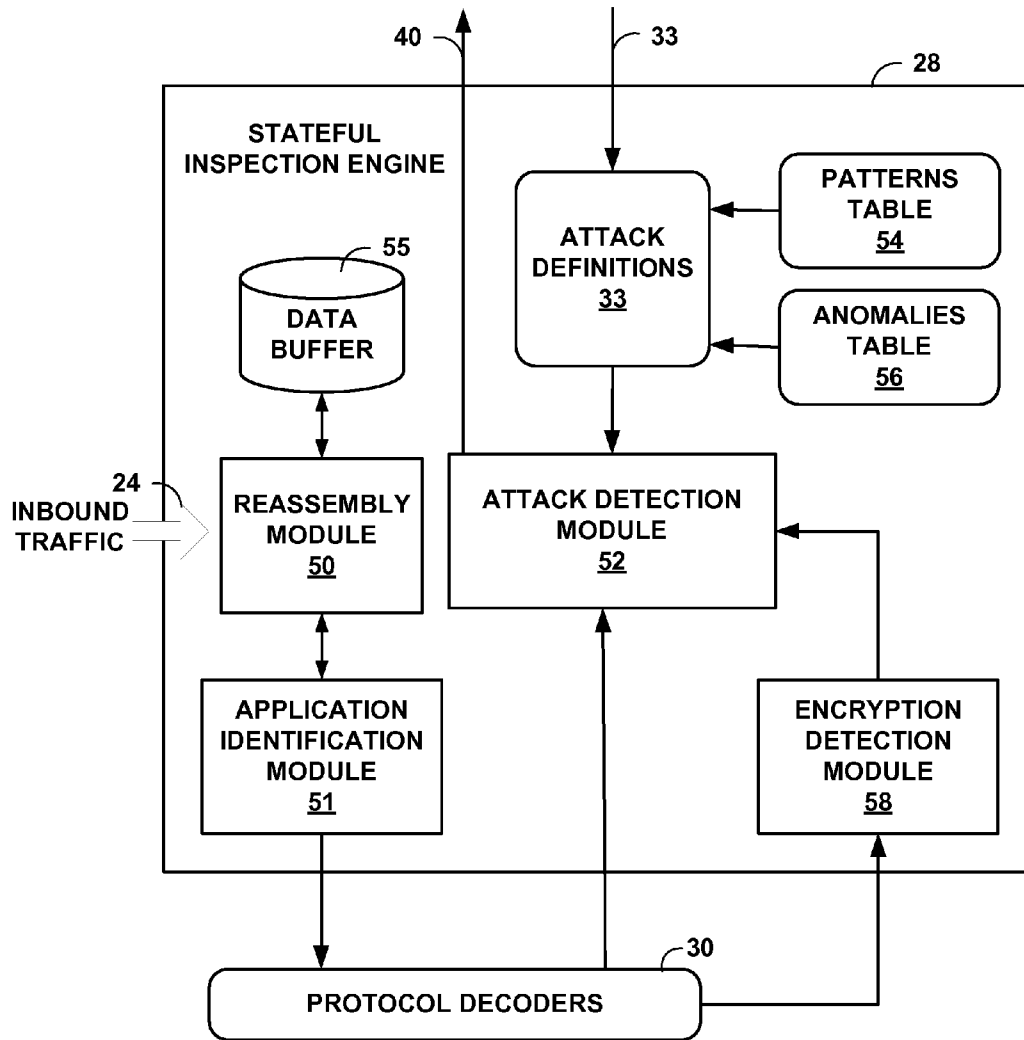 40
33
28
STATEFUL
INSPECTION ENGINE
PATTERNS
TABLE
54
ATTACK
DEFINITIONS
33
55
DATA
BUFFER
ANOMALIES
TABLE
56
24
INBOUND
TRAFFIC
REASSEMBLY
MODULE
50
ATTACK DETECTION
MODULE
52
APPLICATION
IDENTIFICATION
MODULE
51
ENCRYPTION
DETECTION
MODULE
58
30
PROTOCOL DECODERS